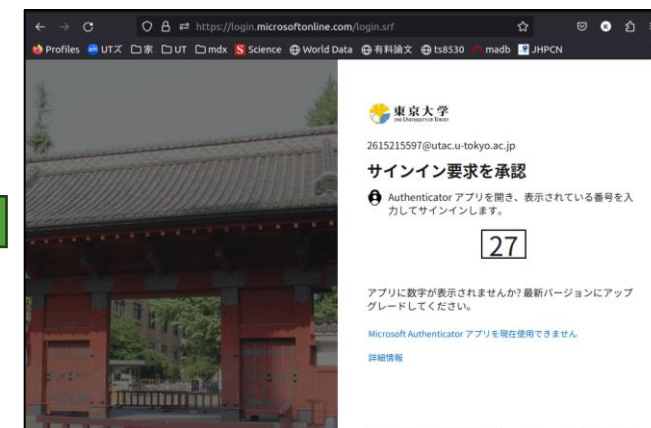 https://login.microsoftonline.com/login.srf
Profiles UTズ 家 UT mdx Science World Data 有料論文 ts8530 madb JHPCN
東京大学
THE UNIVERSITY OF TOKYO
2615215597@utac.u-tokyo.ac.jp
サインイン要求を承認
Authenticator アプリを開き、表示されている番号を入
力してサインインします。
27
アプリに数字が表示されませんか? 最新バージョンにアップ
グレードしてください。
Microsoft Authenticator アプリを現在使用できません
詳細情報